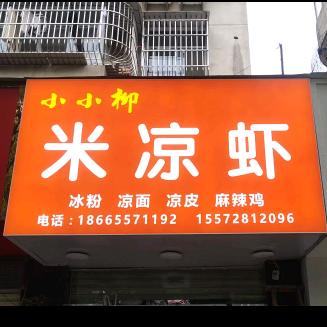 小小柳
米凉虾
冰粉 凉面 凉皮 麻辣鸡
电话：18665571192 15572812096